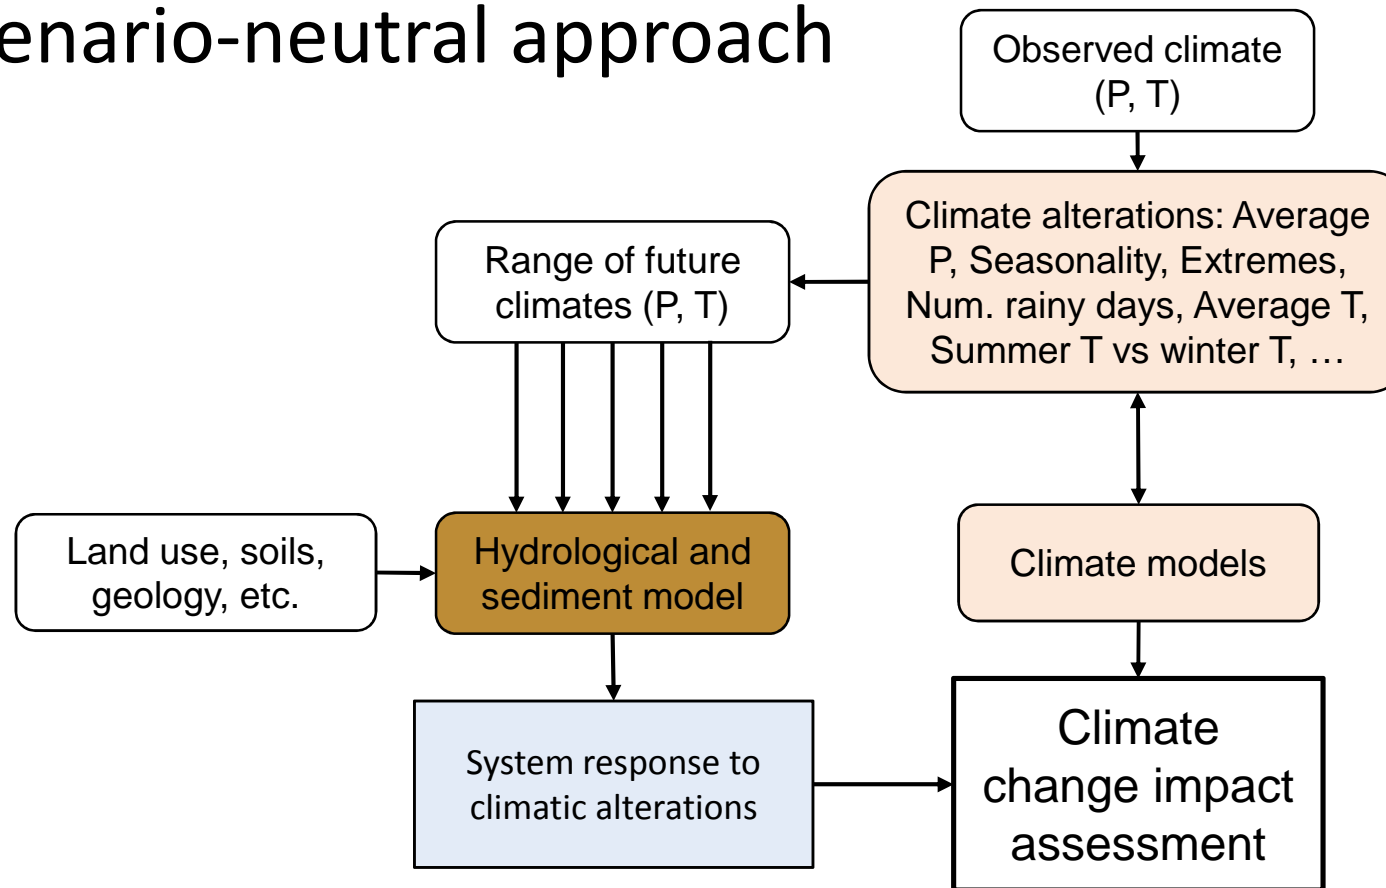 enario-neutral approach
Observed climate
(P, T)
Climate alterations: Average
P, Seasonality, Extremes,
Num. rainy days, Average T,
Summer T vs winter T, …
Range of future
climates (P, T)
Land use, soils,
geology, etc.
Hydrological and
sediment model
Climate models
System response to
climatic alterations
Climate
change impact
assessment